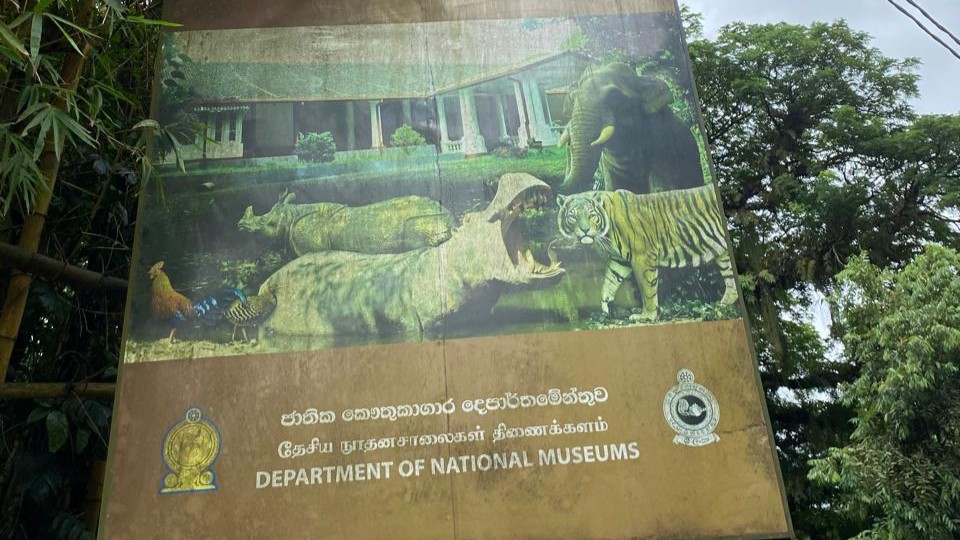 ජාතික කෞතුකාගාර දෙපාර්තමේන්තුව
தேசிய நூதனசாலைகள் திணைக்களம்
DEPARTMENT OF NATIONAL MUSEUMS